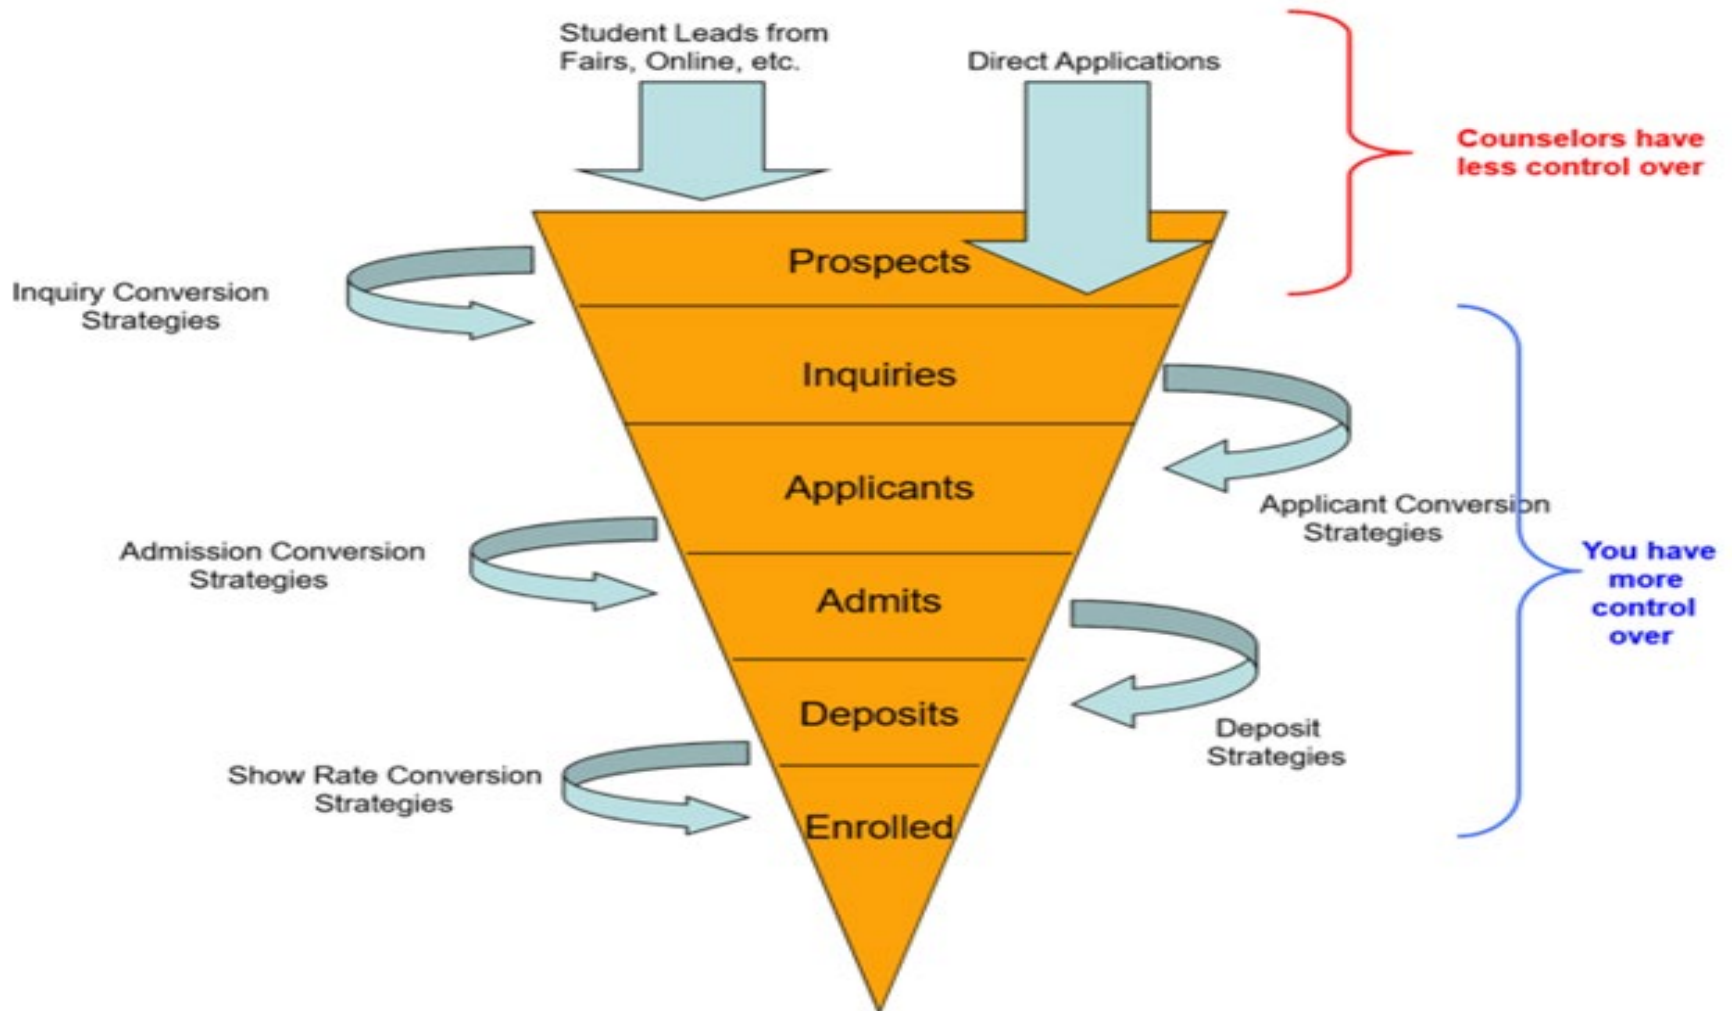 Student Leads from
Fairs, Online, etc.
Direct Applications
Counselors have
less control over
Prospects
Inquiry Conversion
Strategies
Inquiries
Applicants
Applicant Conversion
Strategies
Admission Conversion
Strategies
You have
more
control
over
Admits
Deposits
Deposit
Strategies
Show Rate Conversion
Strategies
Enrolled